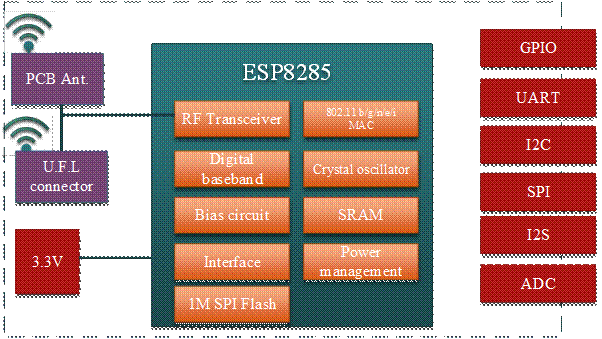 PCB Ant.
U.F.L
connector
3.3V
ESP8285
RF Transceiver
802.11 b/g/n/e/i
MAC
Digital
baseband
Crystal oscillator
Bias circuit
SRAM
Interface
Power
management
1M SPI Flash
GPIO
UART
I2C
SPI
I2S
ADC